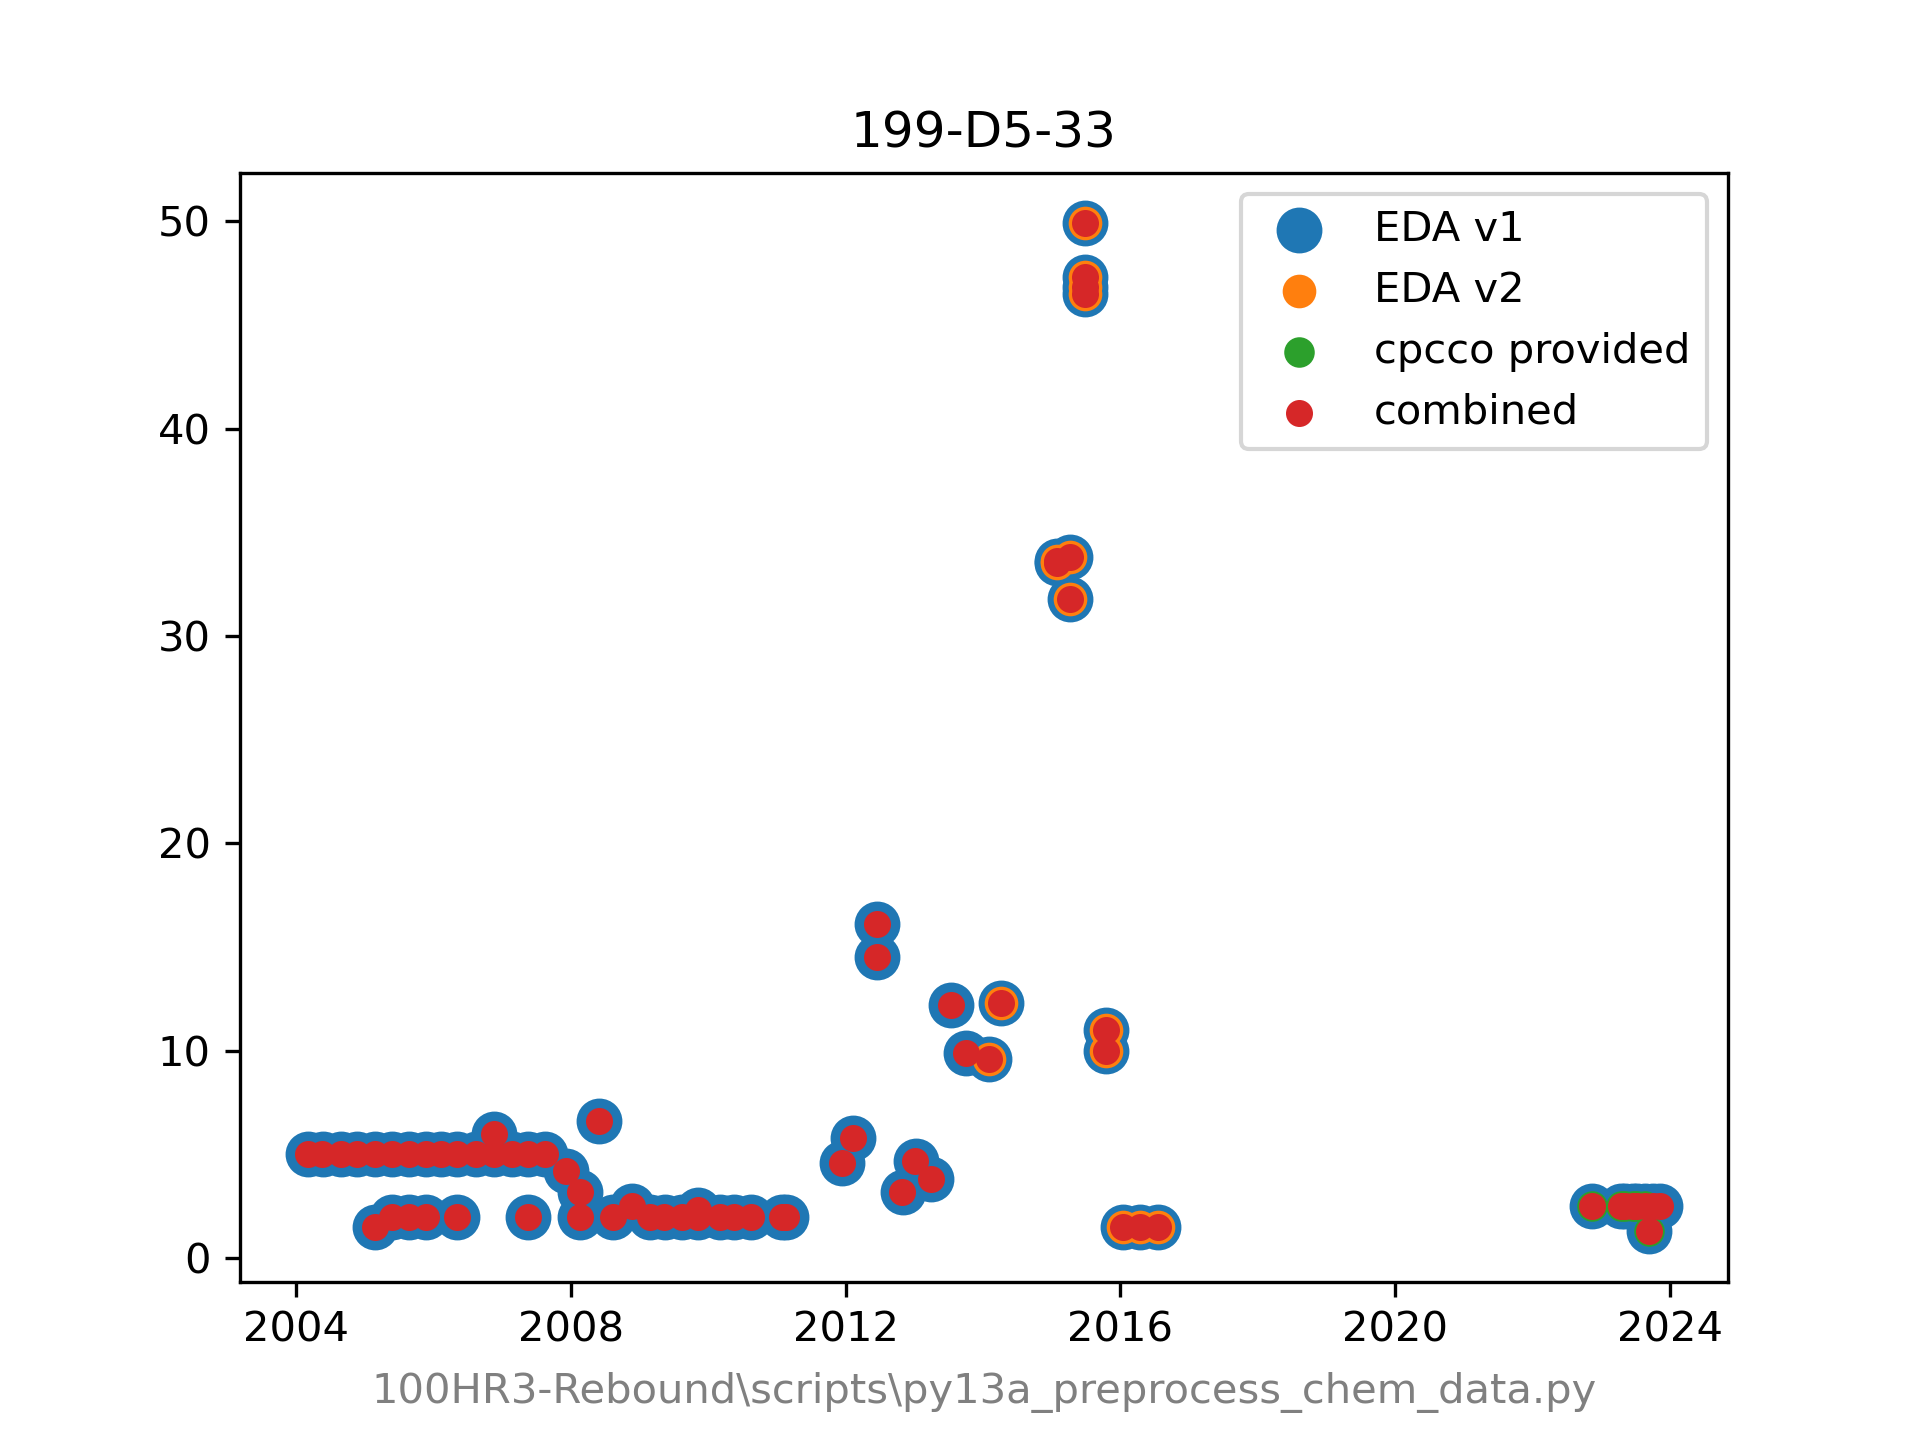 199-D5-33
50
40
30
20
10
0
EDA v1
EDA v2
cpcco provided
combined
2004 2008 2012 2016 2020 2024
100HR3-Rebound\scripts\py13a_preprocess_chem_data.py